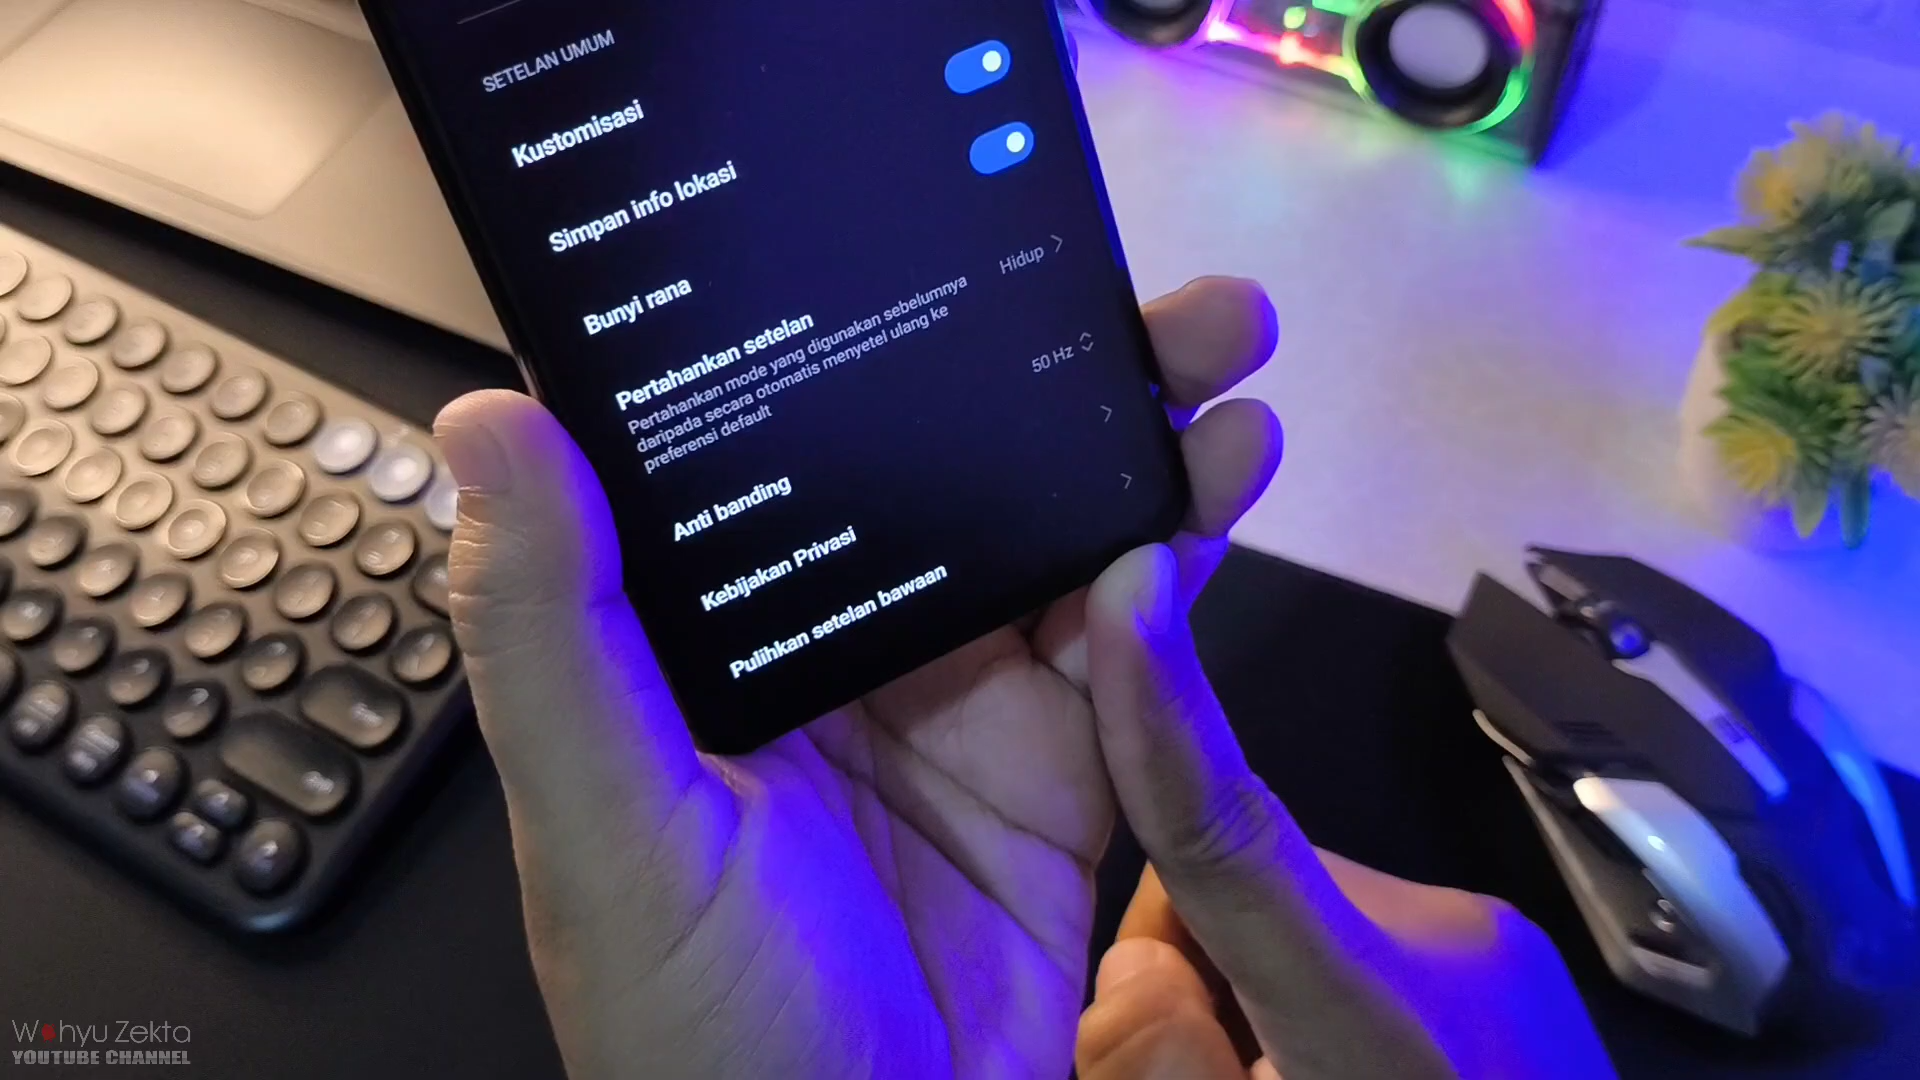 SETELAN UMUM
Kustomisasi
Simpan info lokasi
Bunyi rana
Hidup
Pertahankan setelan
Pertahankan mode yang digunakan sebelumnya
daripada secara otomatis menyetel ulang ke
preferensi default
50 Hz
Anti banding
Kebijakan Privasi
Pulihkan setelan bawaan
Wahyu Zekta
YOUTUBE CHANNEL